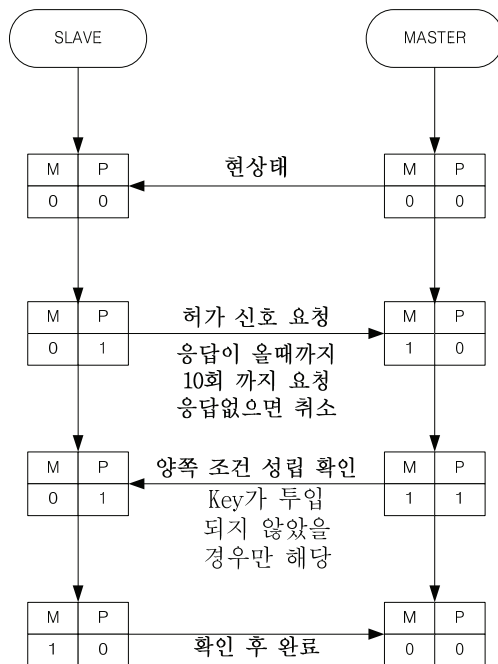 SLAVE MASTER
M P 현상태 M P
0 0 0 0
M P 허가 신호 요청 M P
0 1 응답이 올때까지 1 0
10회 까지 요청
응답없으면 취소
M P 양쪽 조건 성립 확인 M P
0 1 Key가 투입 1 1
되지 않았을
경우만 해당
M P 확인 후 완료 M P
1 0 0 0